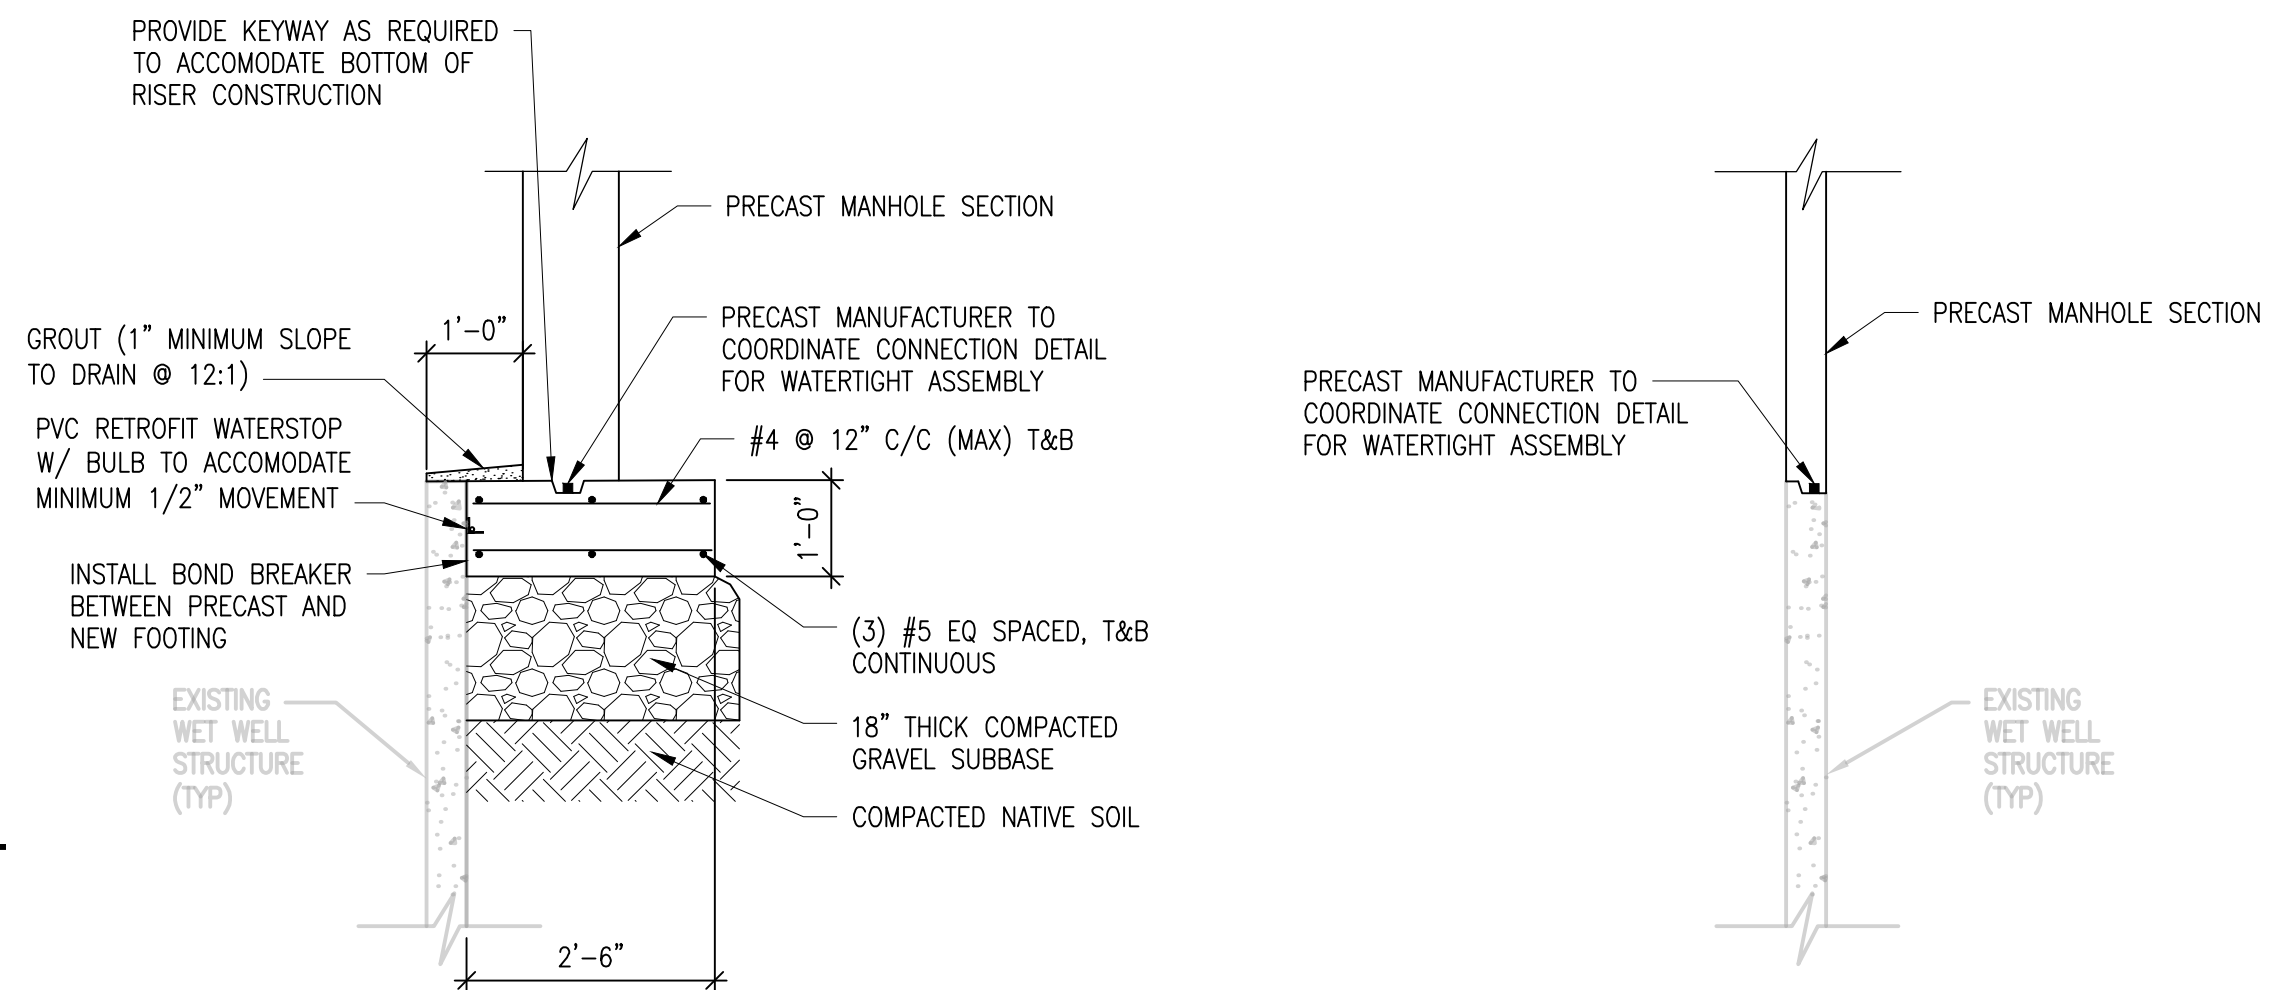 PROVIDE KEYWAY AS REQUIRED
TO ACCOMODATE BOTTOM OF
RISER CONSTRUCTION
PRECAST MANHOLE SECTION
1'-0"
GROUT (1" MINIMUM SLOPE
TO DRAIN @ 12:1)
PRECAST MANUFACTURER TO
COORDINATE CONNECTION DETAIL
FOR WATERTIGHT ASSEMBLY
PVC RETROFIT WATERSTOP
W/ BULB TO ACCOMODATE
MINIMUM 1/2" MOVEMENT
#4 @ 12" C/C (MAX) T&B
1'-0"
INSTALL BOND BREAKER
BETWEEN PRECAST AND
NEW FOOTING
(3) #5 EQ SPACED, T&B
CONTINUOUS
EXISTING
WET WELL
STRUCTURE
(TYP)
18" THICK COMPACTED
GRAVEL SUBBASE
COMPACTED NATIVE SOIL
2'-6"
PRECAST MANHOLE SECTION
PRECAST MANUFACTURER TO
COORDINATE CONNECTION DETAIL
FOR WATERTIGHT ASSEMBLY
EXISTING
WET WELL
STRUCTURE
(TYP)